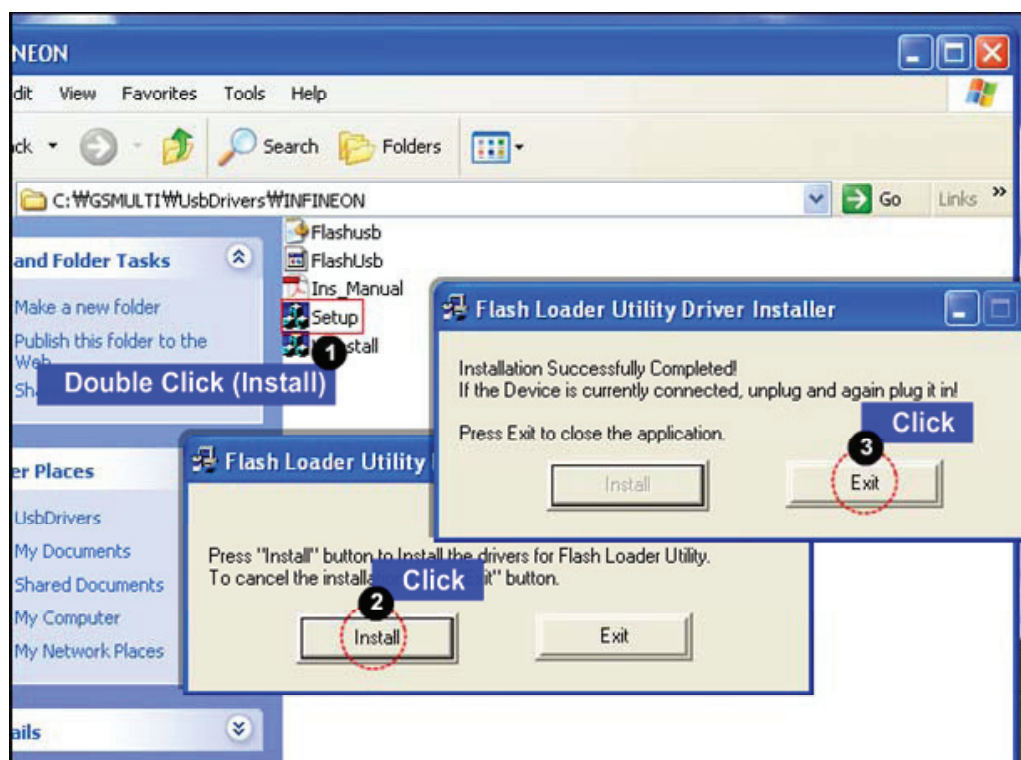 NEON
dit View Favorites Tools Help
ck Search Folders
C:₩GSMULTI₩UsbDrivers₩INFINEON Go Links »
Flashusb
and Folder Tasks
FlashUsb
Ins_Manual
Make a new folder
Setup
Flash Loader Utility Driver Installer
Publish this folder to the
Web
1
stall
Sh
Double Click (Install)
Installation Successfully Completed!
If the Device is currently connected, unplug and again plug it in!
Press Exit to close the application.
Click
3
Install Exit
er Places
Flash Loader Utility
UsbDrivers
My Documents
Shared Documents
My Computer
My Network Places
Press "Install" button to Install the drivers for Flash Loader Utility.
To cancel the installa it" button.
Click
2
Install Exit
ails